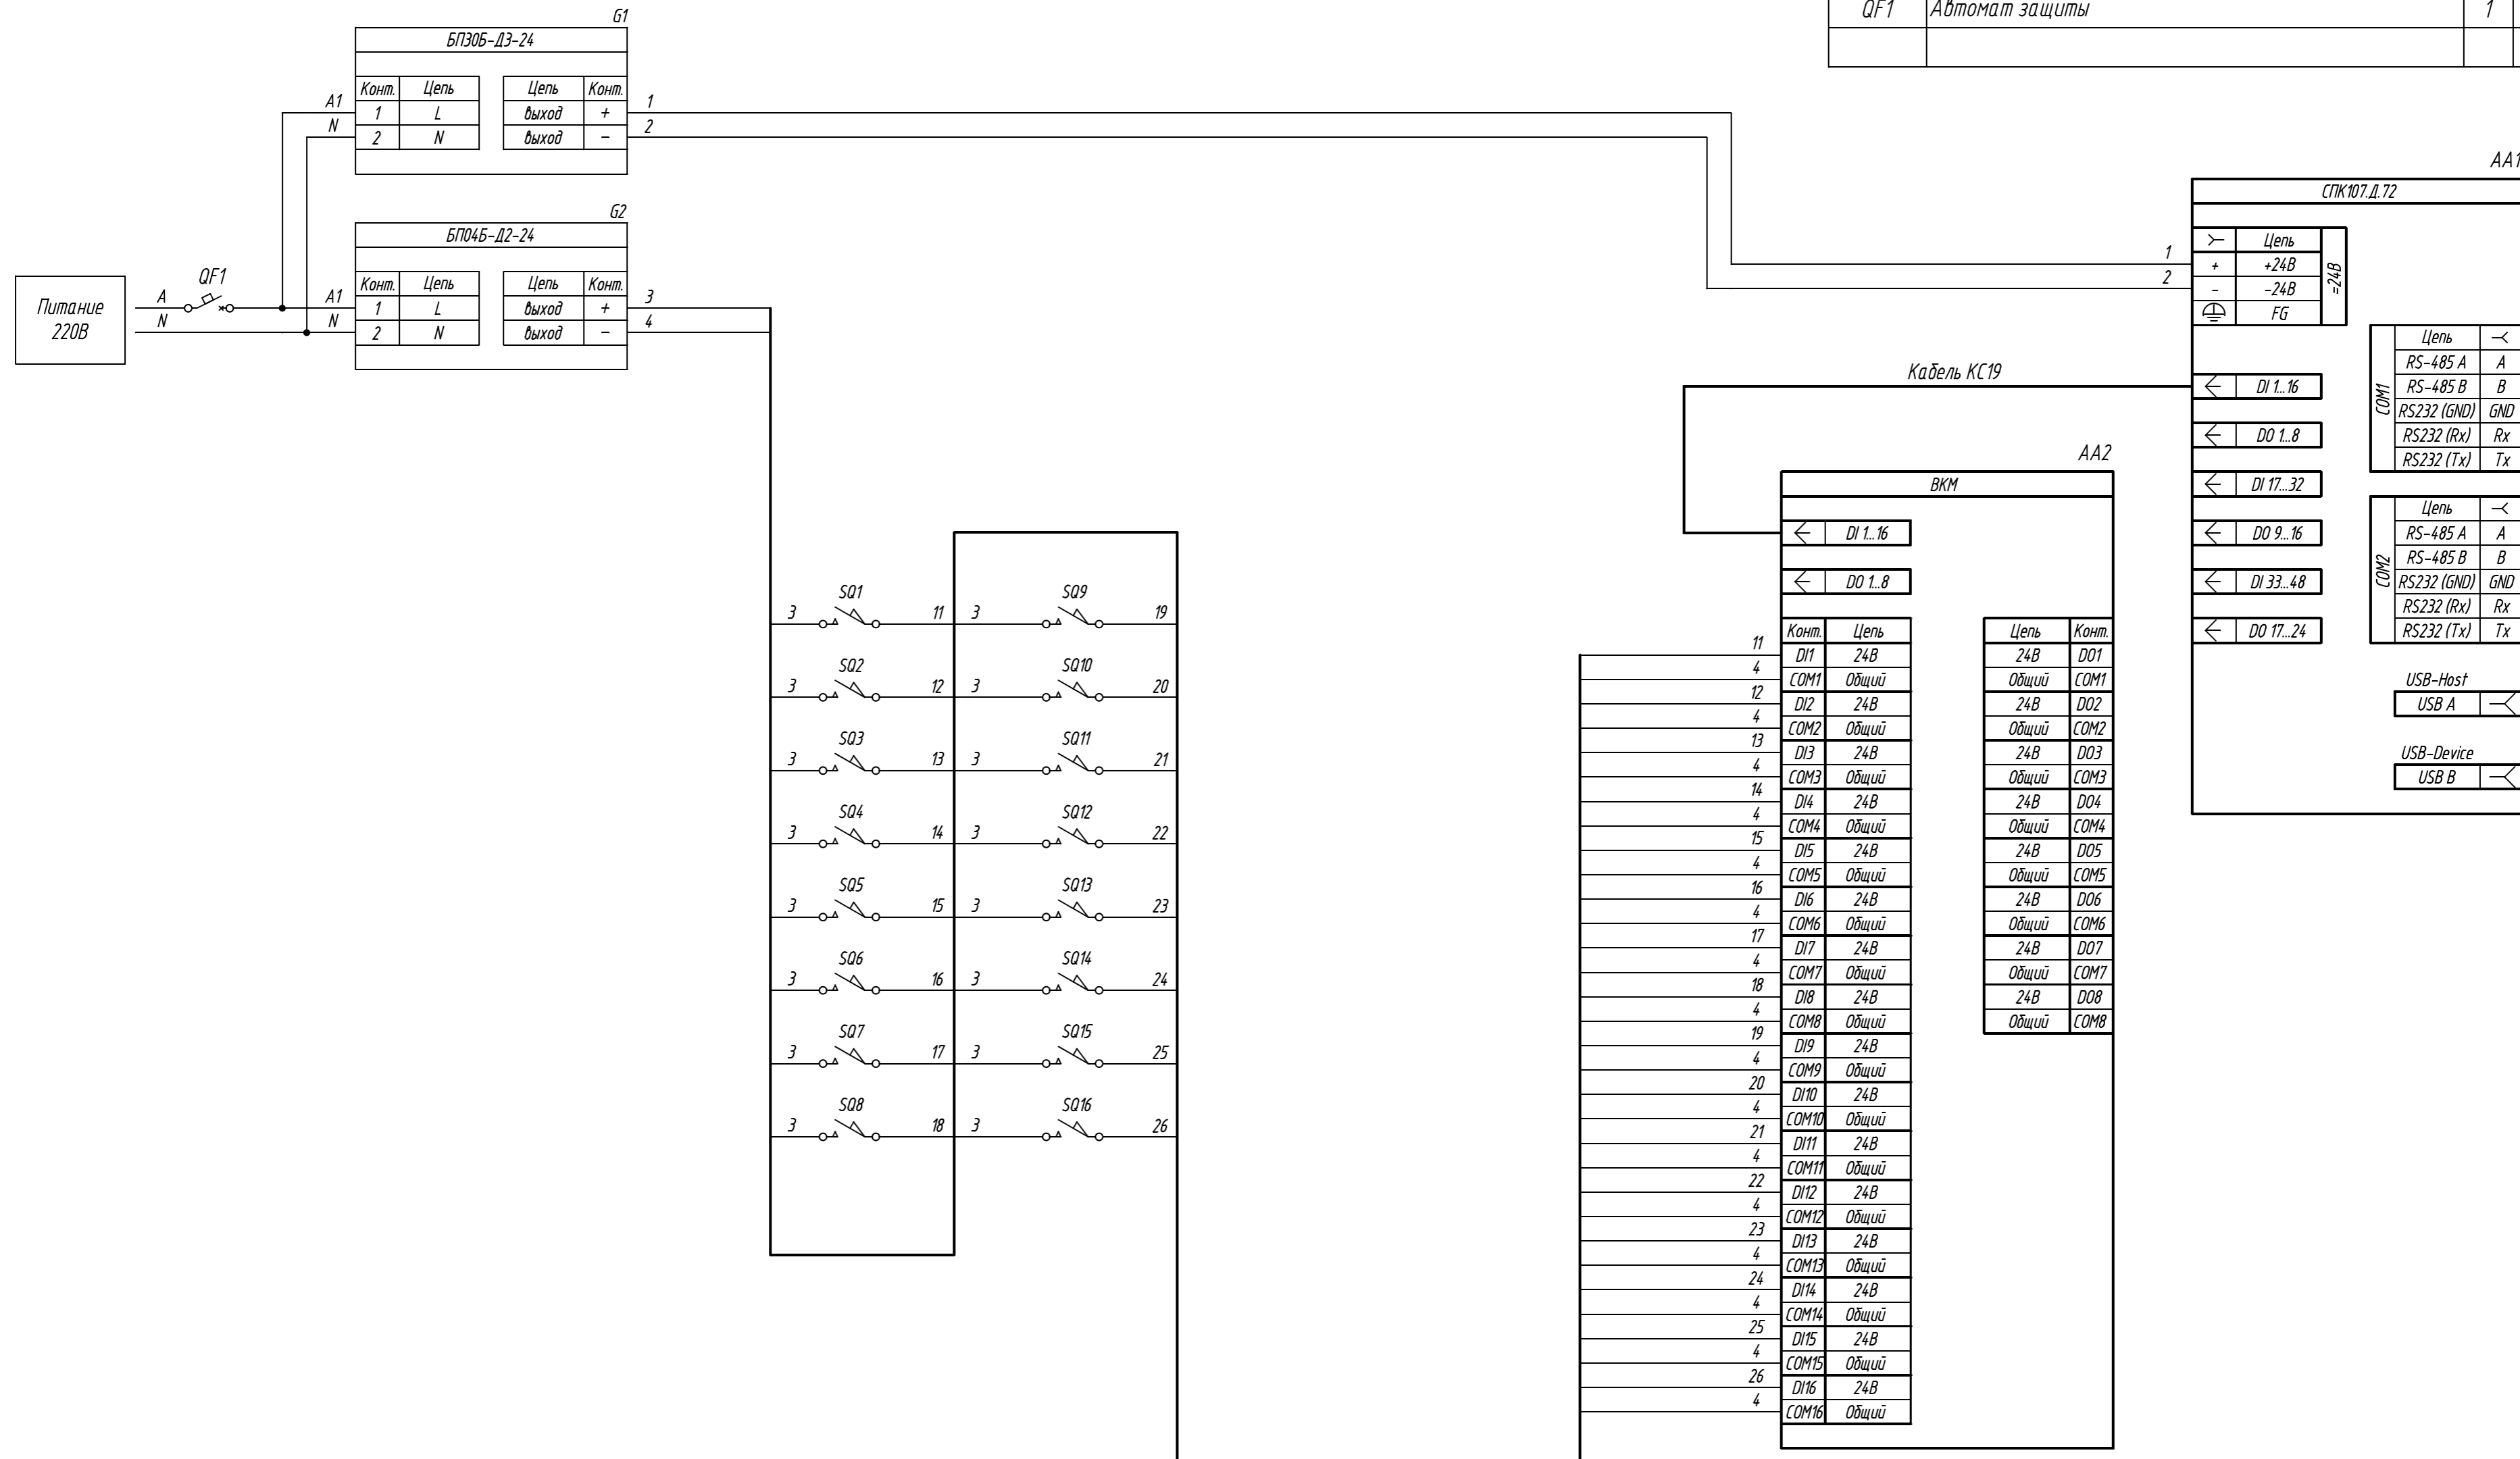 QF1 Автомат защиты 1
G1
БП30Б-Д3-24
Конт. Цепь Цепь Конт.
A1 1 L выход + 1
N 2 N выход − 2
G2
БП04Б-Д2-24
Конт. Цепь Цепь Конт.
A1 1 L выход + 3
N 2 N выход − 4
Питание
220В
A QF1
N
AA1
СПК107.Д.72
Цепь
1 + +24В
2 - -24В
FG
=24В
DI 1...16
DO 1...8
DI 17...32
DO 9...16
DI 33...48
DO 17...24
COM1
Цепь
RS-485 A A
RS-485 B B
RS232 (GND) GND
RS232 (Rx) Rx
RS232 (Tx) Tx
COM2
Цепь
RS-485 A A
RS-485 B B
RS232 (GND) GND
RS232 (Rx) Rx
RS232 (Tx) Tx
USB-Host
USB A
USB-Device
USB B
Кабель КС19
SQ1 SQ9
3 11 3 19
SQ2 SQ10
3 12 3 20
SQ3 SQ11
3 13 3 21
SQ4 SQ12
3 14 3 22
SQ5 SQ13
3 15 3 23
SQ6 SQ14
3 16 3 24
SQ7 SQ15
3 17 3 25
SQ8 SQ16
3 18 3 26
AA2
ВКМ
DI 1...16
DO 1...8
Конт. Цепь Цепь Конт.
11 DI1 24В 24В DO1
4 COM1 Общий Общий COM1
12 DI2 24В 24В DO2
4 COM2 Общий Общий COM2
13 DI3 24В 24В DO3
4 COM3 Общий Общий COM3
14 DI4 24В 24В DO4
4 COM4 Общий Общий COM4
15 DI5 24В 24В DO5
4 COM5 Общий Общий COM5
16 DI6 24В 24В DO6
4 COM6 Общий Общий COM6
17 DI7 24В 24В DO7
4 COM7 Общий Общий COM7
18 DI8 24В 24В DO8
4 COM8 Общий Общий COM8
19 DI9 24В
4 COM9 Общий
20 DI10 24В
4 COM10 Общий
21 DI11 24В
4 COM11 Общий
22 DI12 24В
4 COM12 Общий
23 DI13 24В
4 COM13 Общий
24 DI14 24В
4 COM14 Общий
25 DI15 24В
4 COM15 Общий
26 DI16 24В
4 COM16 Общий